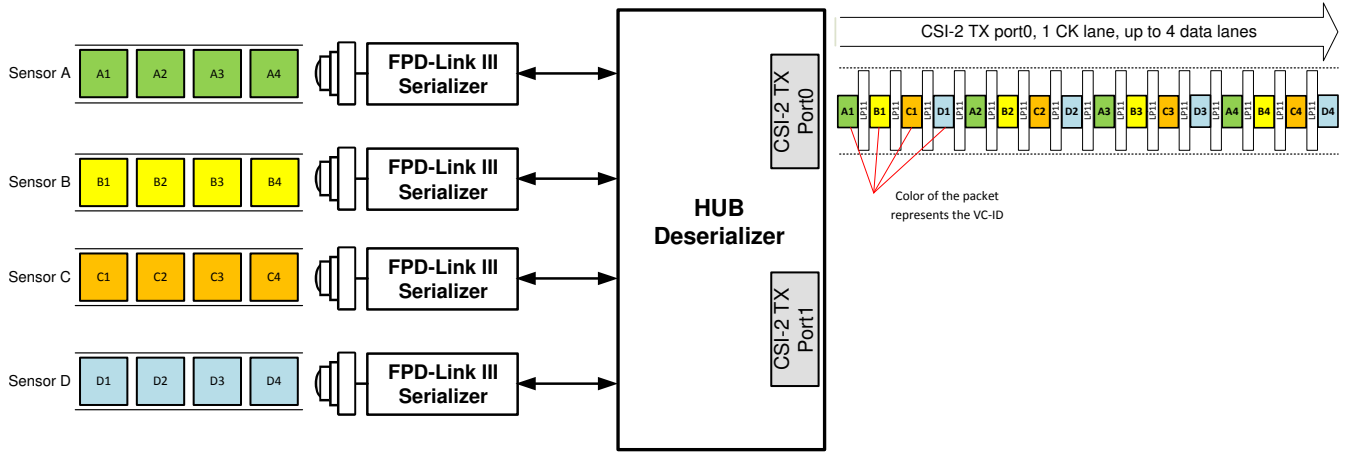 Sensor A
A1 A2 A3 A4
FPD-Link III
Serializer
Sensor B
B1 B2 B3 B4
FPD-Link III
Serializer
Sensor C
C1 C2 C3 C4
FPD-Link III
Serializer
Sensor D
D1 D2 D3 D4
FPD-Link III
Serializer
HUB
Deserializer
CSI-2 TX
Port0
CSI-2 TX
Port1
CSI-2 TX port0, 1 CK lane, up to 4 data lanes
A1 LP11 B1 LP11 C1 LP11 D1 LP11 A2 LP11 B2 LP11 C2 LP11 D2 LP11 A3 LP11 B3 LP11 C3 LP11 D3 LP11 A4 LP11 B4 LP11 C4 LP11 D4
Color of the packet
represents the VC-ID